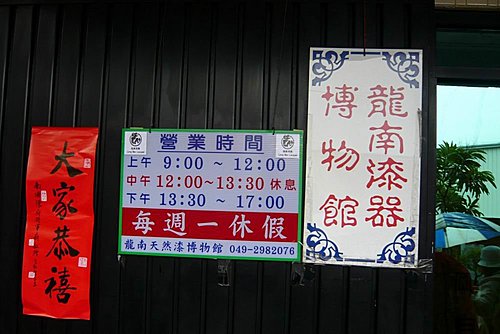 大家恭禧
營業時間
上午 9:00 ~ 12:00
中午 12:00~13:30 休息
下午 13:30 ~ 17:00
每週一休假
龍南天然漆博物館 049-2982076
龍南漆器
博物館